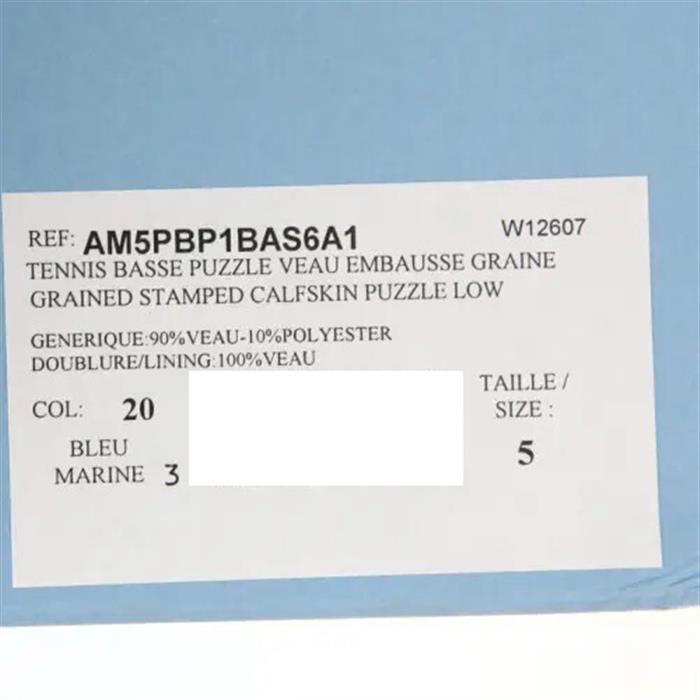 REF: AM5PBP1BAS6A1 W12607
TENNIS BASSE PUZZLE VEAU EMBAUSSE GRAINE
GRAINED STAMPED CALFSKIN PUZZLE LOW
GENERIQUE:90%VEAU-10%POLYESTER
DOUBLURE/LINING:100%VEAU
COL: 20
BLEU
MARINE 3
TAILLE /
SIZE :
5